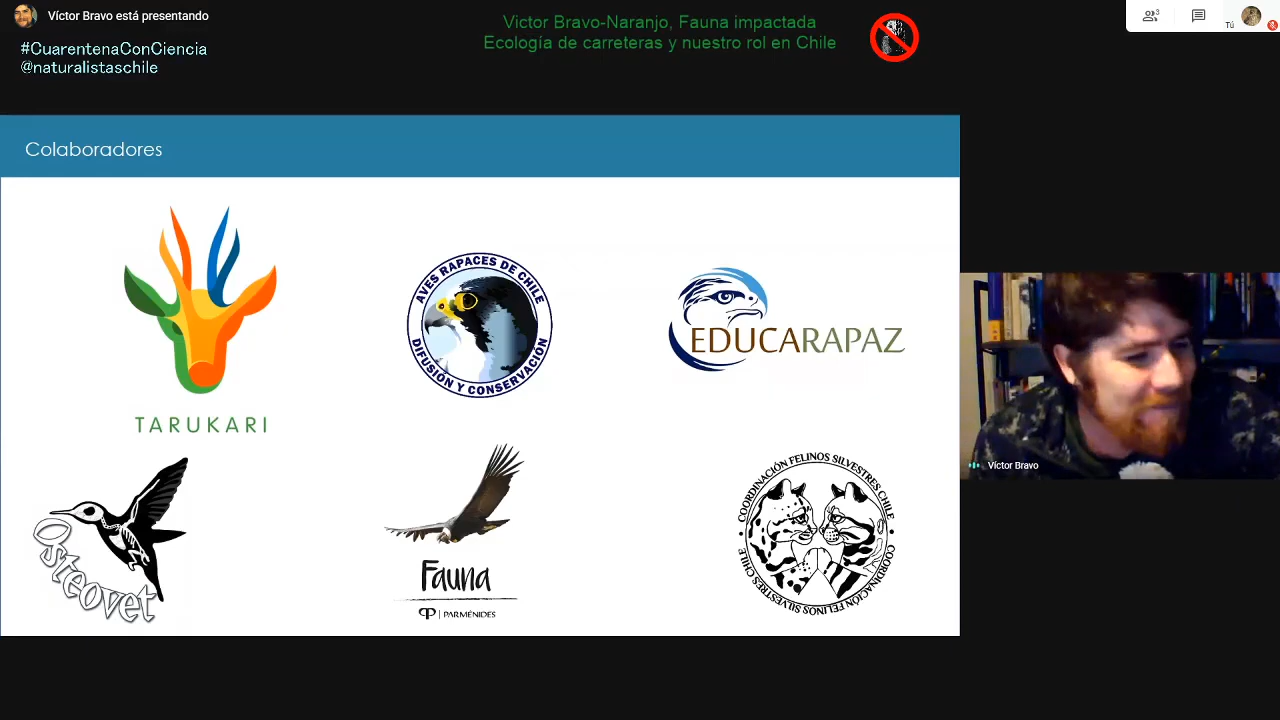 Víctor Bravo está presentando
#CuarentenaConCiencia
@naturalistaschile
Victor Bravo-Naranjo, Fauna impactada
Ecología de carreteras y nuestro rol en Chile
3
Tú
Colaboradores
TARUKARI
AVES RAPACES DE CHILE
DIFUSIÓN Y CONSERVACIÓN
EDUCARAPAZ
Víctor Bravo
Osteovet
Fauna
PARMÉNIDES
COORDINACIÓN FELINOS SILVESTRES CHILE
COORDINACIÓN FELINOS SILVESTRES CHILE